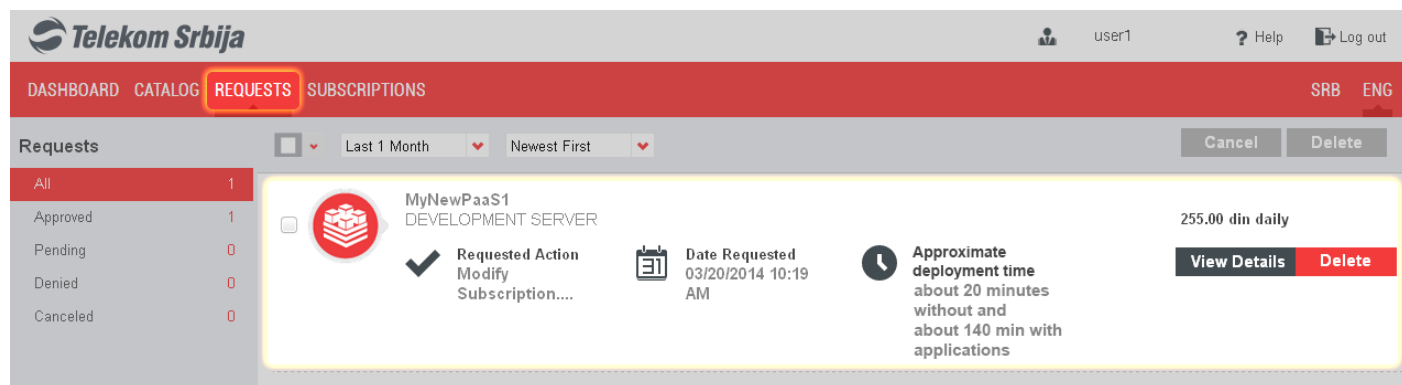 Telekom Srbija
user1
? Help
Log out
DASHBOARD CATALOG REQUESTS SUBSCRIPTIONS
SRB ENG
Requests
Last 1 Month
Newest First
Cancel
Delete
All 1
Approved 1
Pending 0
Denied 0
Canceled 0
MyNewPaaS1
DEVELOPMENT SERVER
Requested Action
Modify
Subscription....
31
Date Requested
03/20/2014 10:19
AM
Approximate
deployment time
about 20 minutes
without and
about 140 min with
applications
255.00 din daily
View Details
Delete